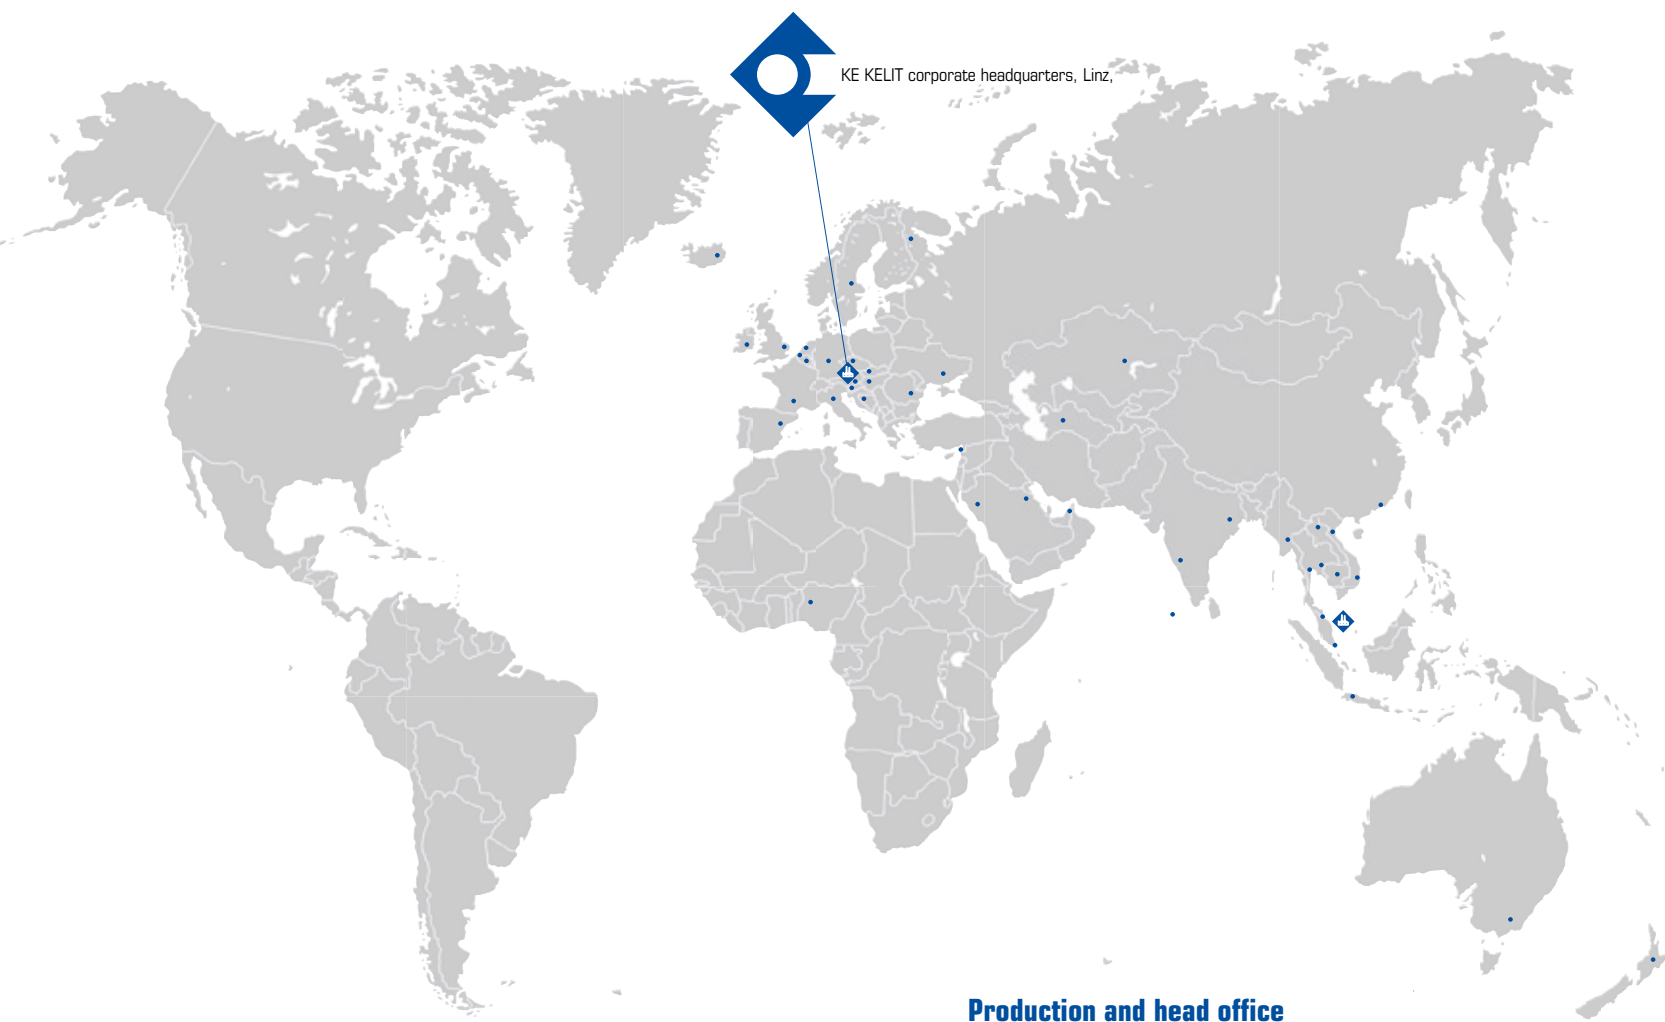 KE KELIT corporate headquarters, Linz,
Production and head office